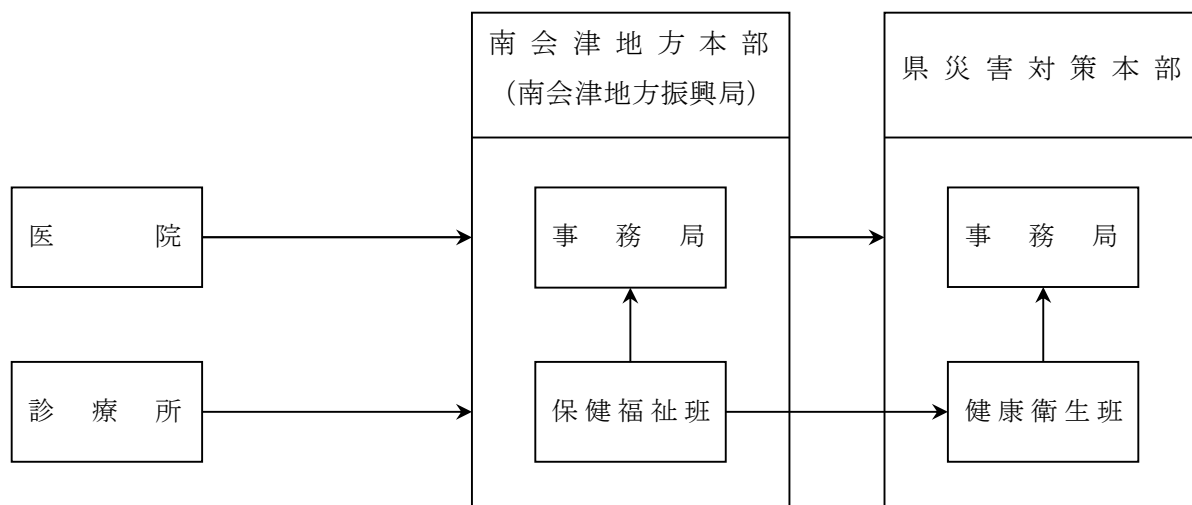 南会津地方本部
(南会津地方振興局)
県災害対策本部
医院
事務局
事務局
診療所
保健福祉班
健康衛生班